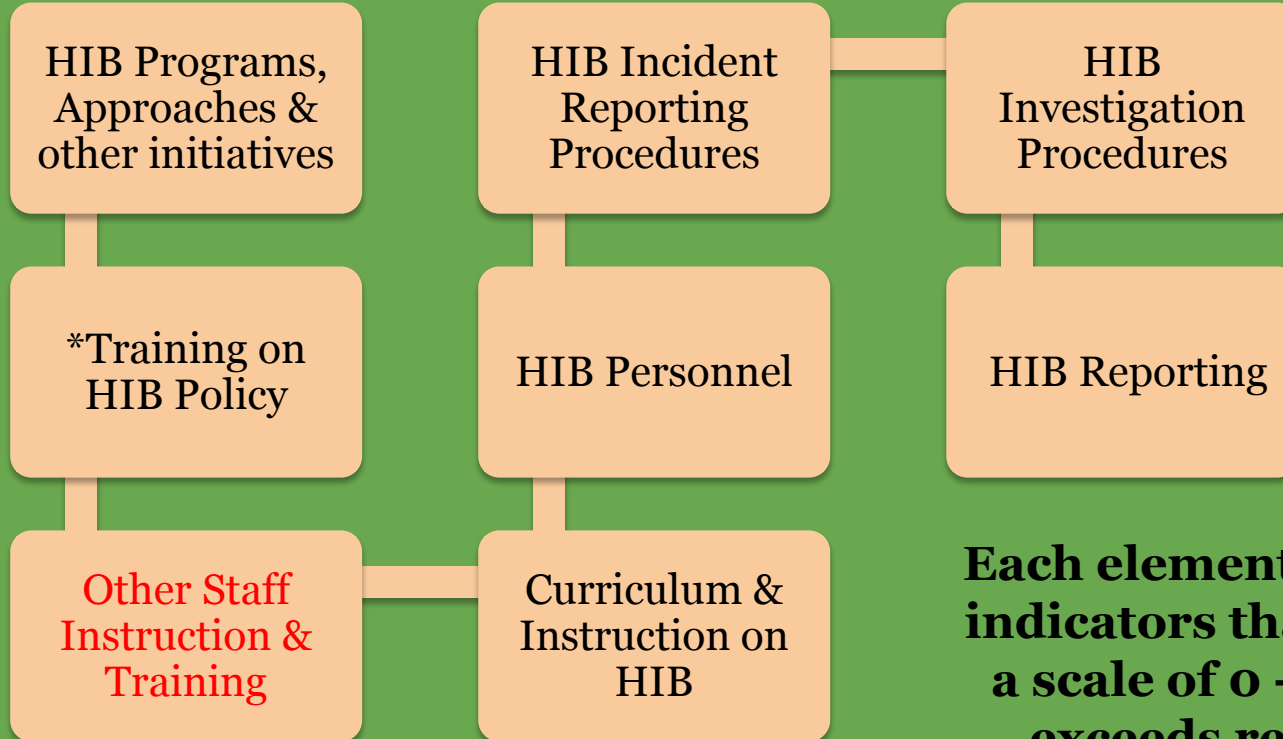 HIB Programs,
Approaches &
other initiatives
*Training on
HIB Policy
Other Staff
Instruction &
Training
Curriculum &
Instruction on
HIB
HIB Personnel
HIB Incident
Reporting
Procedures
HIB
Investigation
Procedures
HIB Reporting
Each element
indicators
a scale of 0 -
exceeds